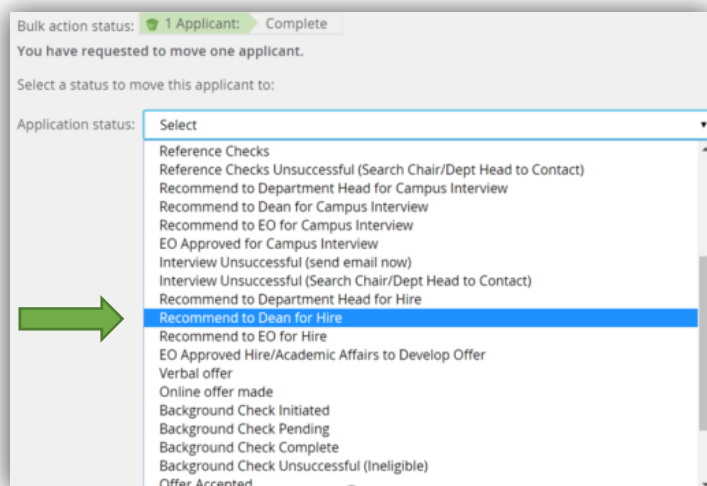 Bulk action status: 1 Applicant: Complete
You have requested to move one applicant.
Select a status to move this applicant to:
Application status: Select
Reference Checks
Reference Checks Unsuccessful (Search Chair/Dept Head to Contact)
Recommend to Department Head for Campus Interview
Recommend to Dean for Campus Interview
Recommend to EO for Campus Interview
EO Approved for Campus Interview
Interview Unsuccessful (send email now)
Interview Unsuccessful (Search Chair/Dept Head to Contact)
Recommend to Department Head for Hire
Recommend to Dean for Hire
Recommend to EO for Hire
EO Approved Hire/Academic Affairs to Develop Offer
Verbal offer
Online offer made
Background Check Initiated
Background Check Pending
Background Check Complete
Background Check Unsuccessful (Ineligible)
Offer Accepted